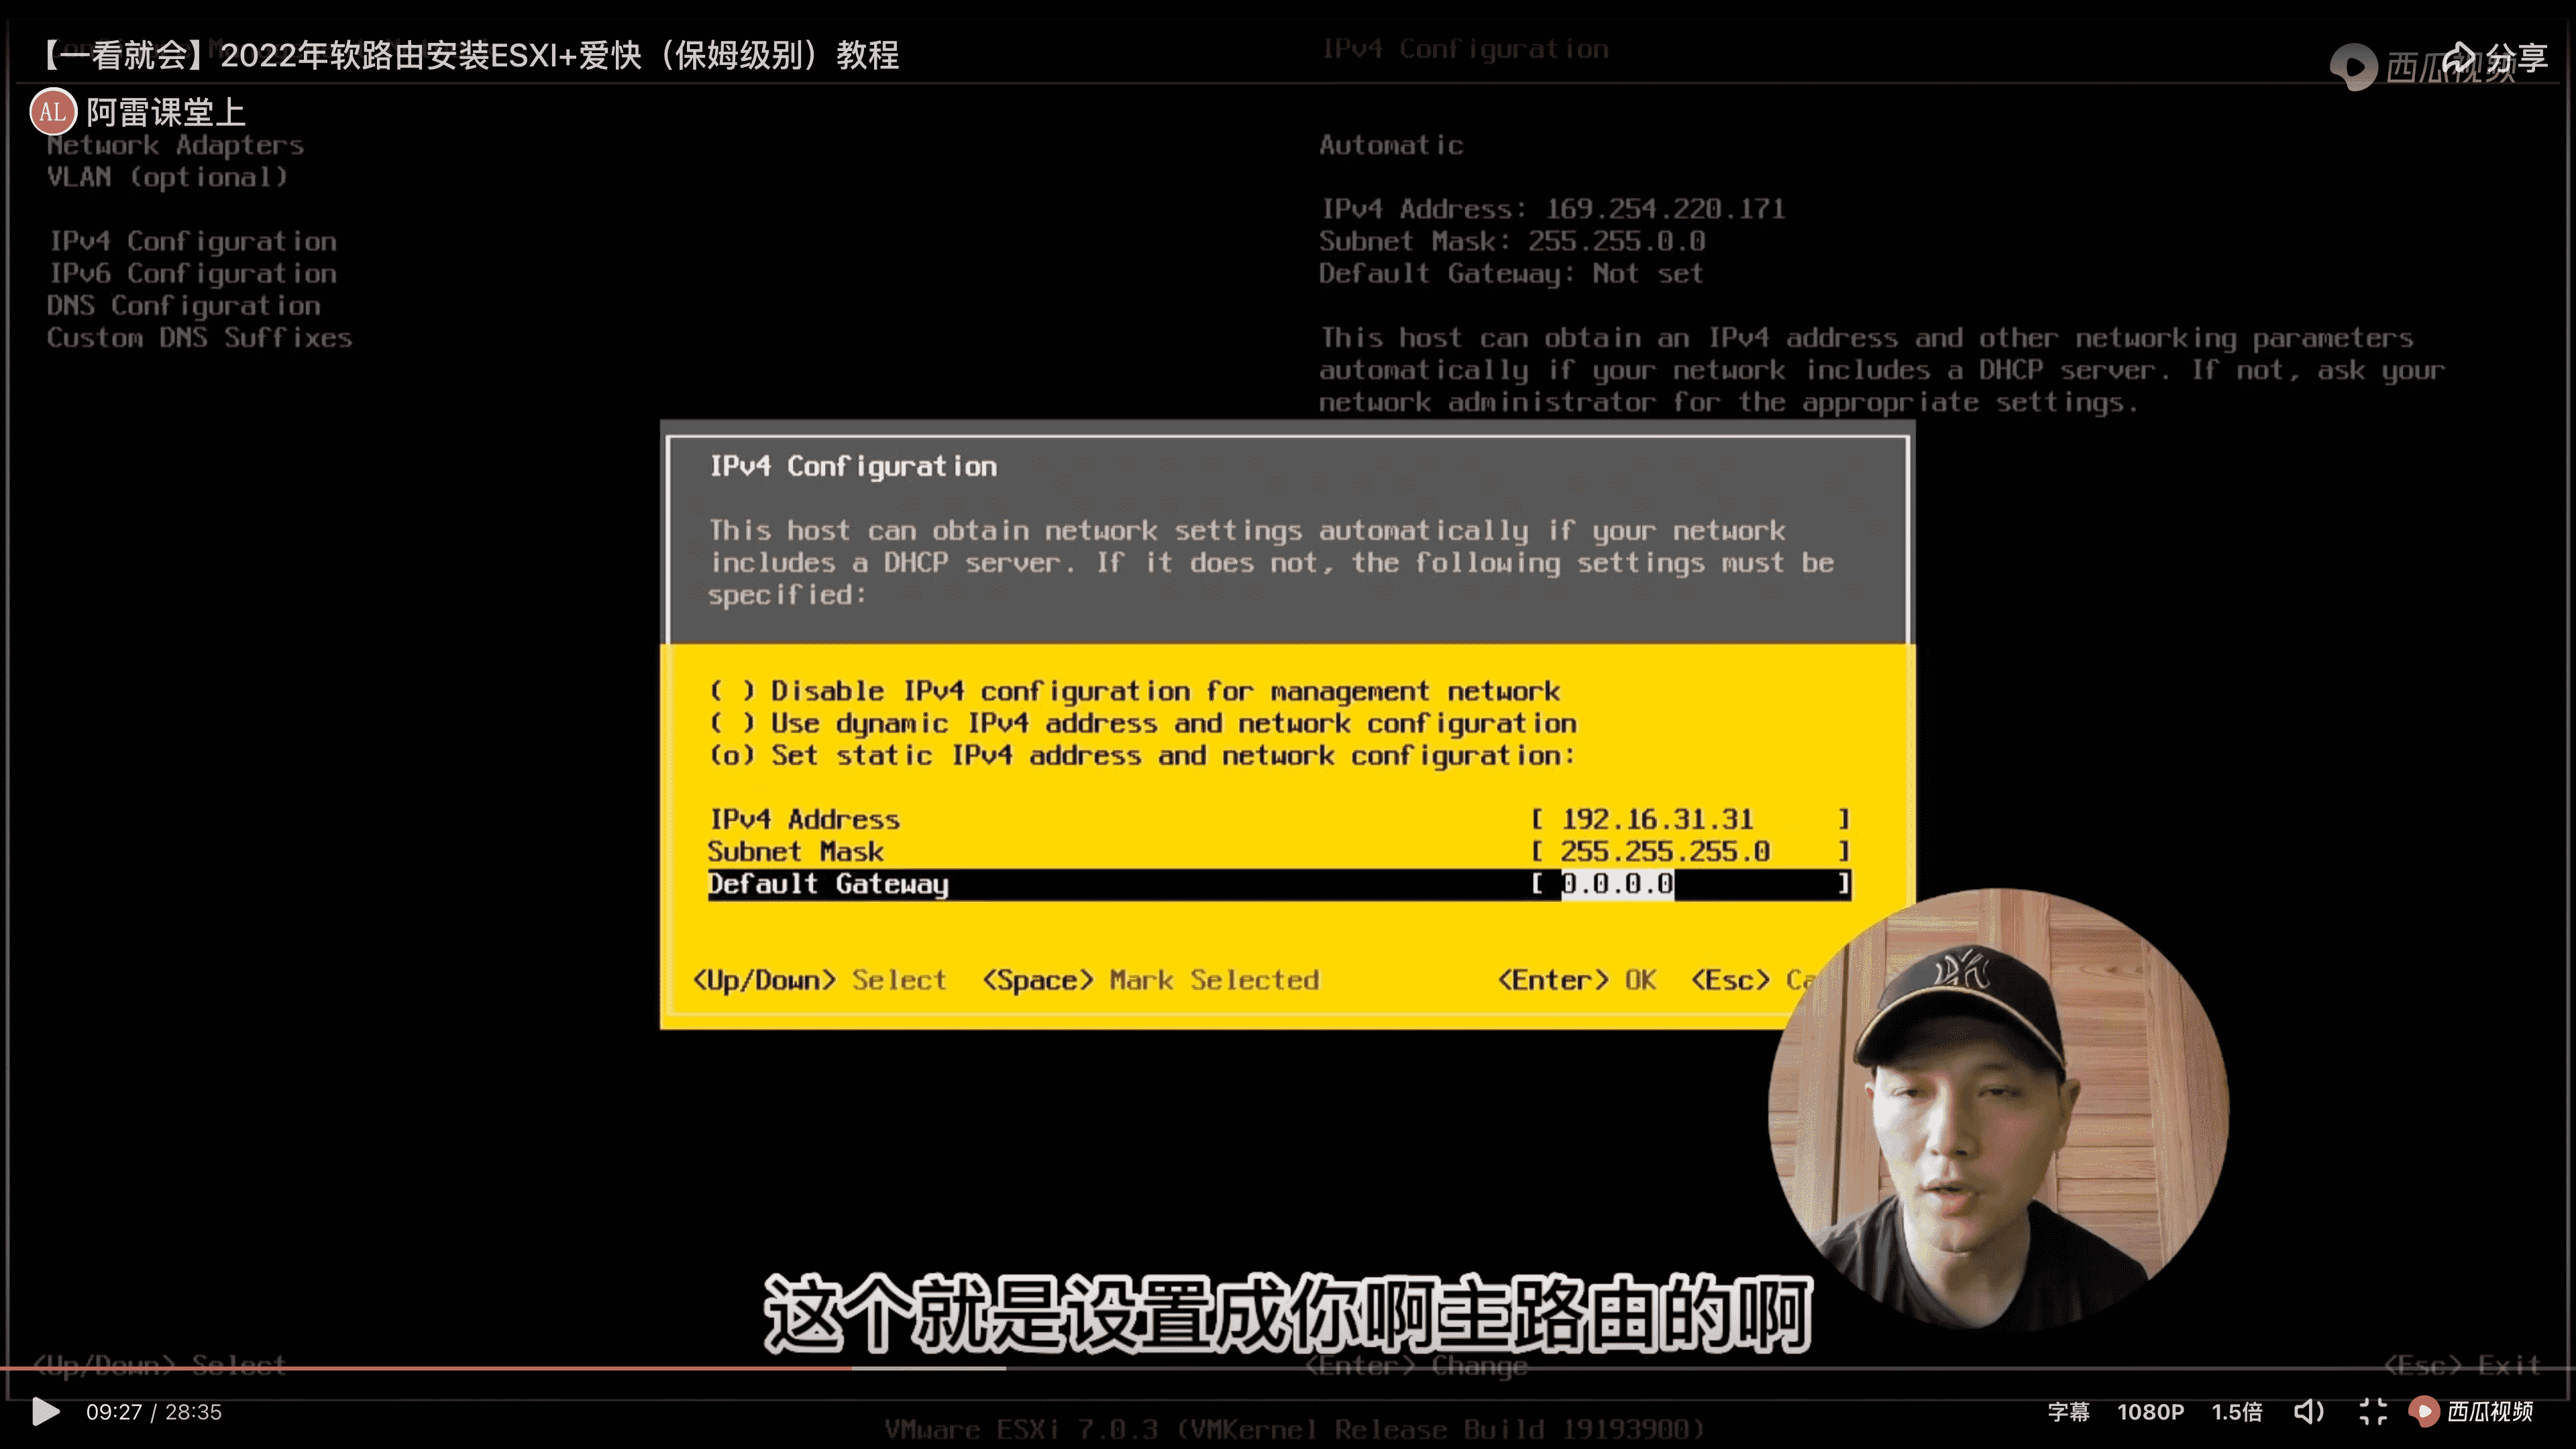 【一看就会】2022年软路由安装ESXI+爱快（保姆级别）教程
IPv4 Configuration
西瓜视频
分享
AL 阿雷课堂上
Network Adapters
VLAN (optional)
IPv4 Configuration
IPv6 Configuration
DNS Configuration
Custom DNS Suffixes
Automatic
IPv4 Address: 169.254.220.171
Subnet Mask: 255.255.0.0
Default Gateway: Not set
This host can obtain an IPv4 address and other networking parameters
automatically if your network includes a DHCP server. If not, ask your
network administrator for the appropriate settings.
IPv4 Configuration
This host can obtain network settings automatically if your network
includes a DHCP server. If it does not, the following settings must be
specified:
( ) Disable IPv4 configuration for management network
( ) Use dynamic IPv4 address and network configuration
(o) Set static IPv4 address and network configuration:
IPv4 Address [ 192.16.31.31 ]
Subnet Mask [ 255.255.255.0 ]
Default Gateway [ 0.0.0.0 ]
<Up/Down> Select <Space> Mark Selected <Enter> OK <Esc> Ca
这个就是设置成你啊主路由的啊
<Up/Down> Select <Enter> Change <Esc> Exit
09:27 / 28:35
字幕 1080P 1.5倍 西瓜视频
VMware ESXi 7.0.3 (VMKernel Release Build 19193900)